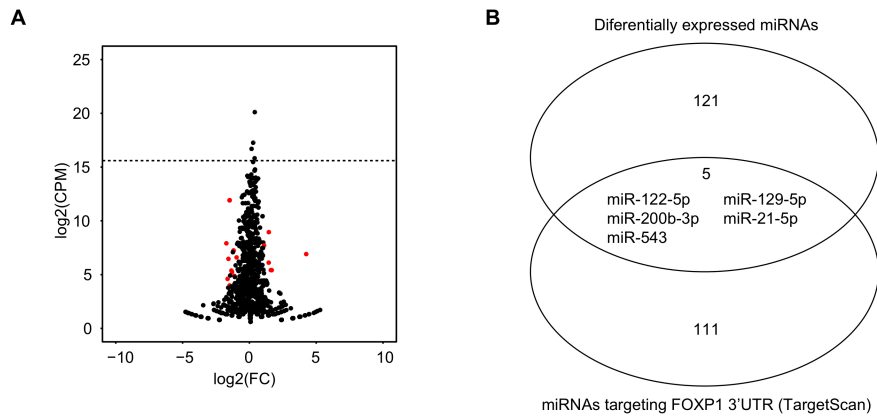 A
25
20
15
10
5
0
log2(CPM)
−10 −5 0 5 10
log2(FC)
B
Diferentially expressed miRNAs
121
5
miR-122-5p miR-129-5p
miR-200b-3p miR-21-5p
miR-543
111
miRNAs targeting FOXP1 3’UTR (TargetScan)